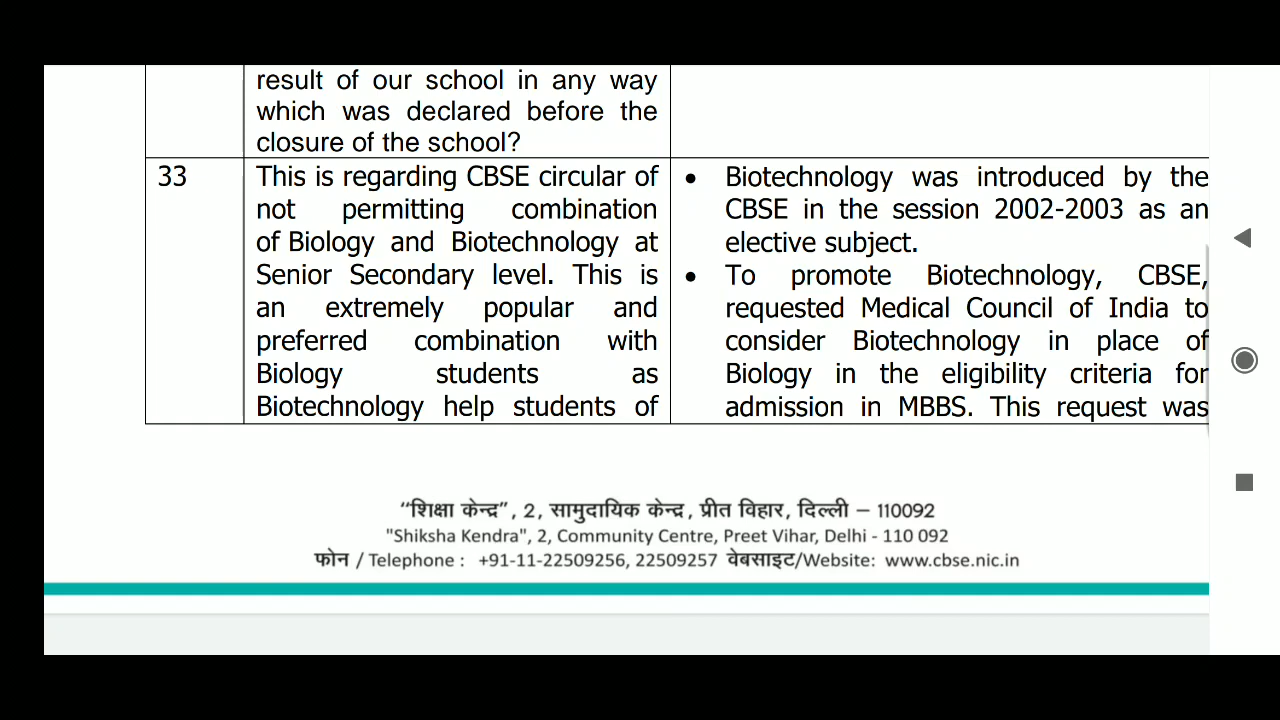 result of our school in any way
which was declared before the
closure of the school?
33
This is regarding CBSE circular of
not permitting combination
of Biology and Biotechnology at
Senior Secondary level. This is
an extremely popular and
preferred combination with
Biology students as
Biotechnology help students of
• Biotechnology was introduced by the
CBSE in the session 2002-2003 as an
elective subject.
• To promote Biotechnology, CBSE,
requested Medical Council of India to
consider Biotechnology in place of
Biology in the eligibility criteria for
admission in MBBS. This request was
“शिक्षा केन्द्र”, 2, सामुदायिक केन्द्र, प्रीत विहार, दिल्ली – 110092
"Shiksha Kendra", 2, Community Centre, Preet Vihar, Delhi - 110 092
फोन / Telephone : +91-11-22509256, 22509257 वेबसाइट/Website: www.cbse.nic.in